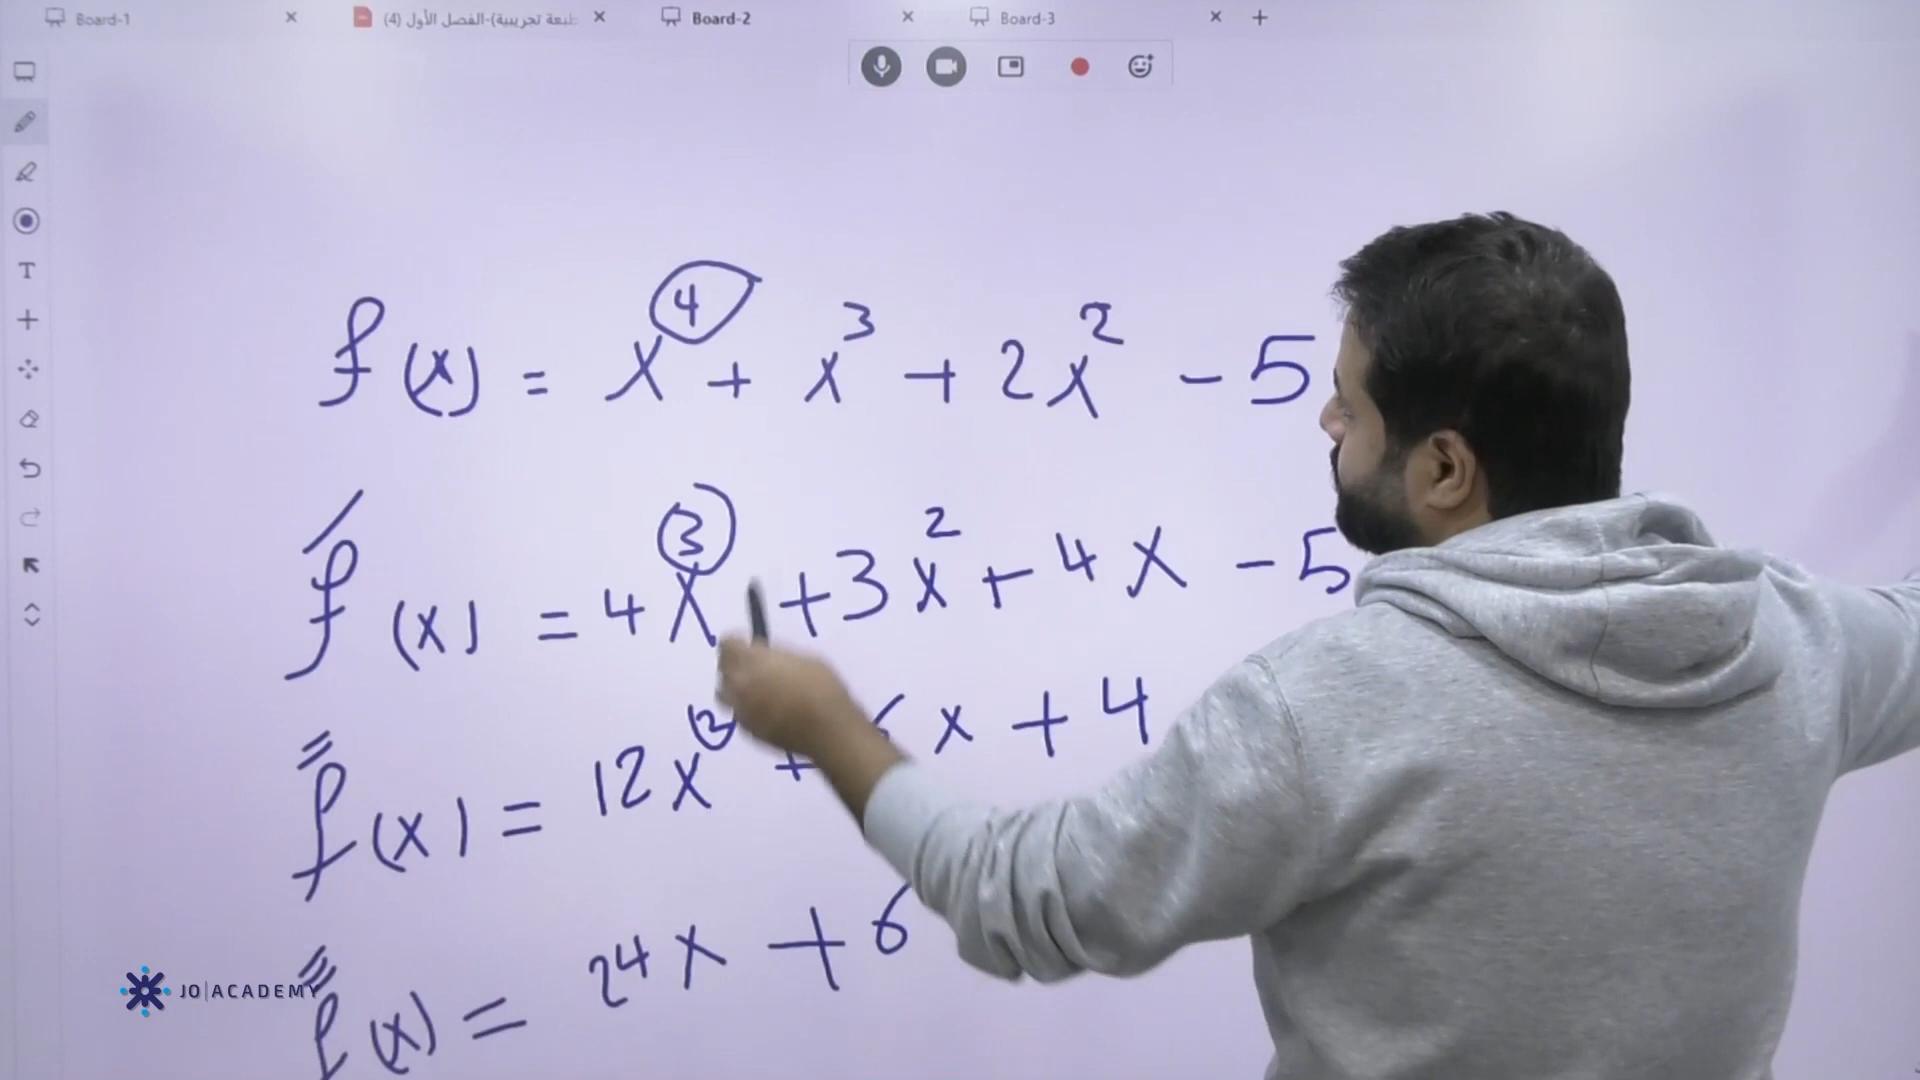 Board-1 طبعة تجريبية)-الفصل الأول (4) Board-2 Board-3
T
f(x) = x⁴ + x³ + 2x² - 5
f′(x) = 4x³ + 3x² + 4x - 5
f″(x) = 12x² + 6x + 4
f‴(x) = 24x + 6
JO|ACADEMY